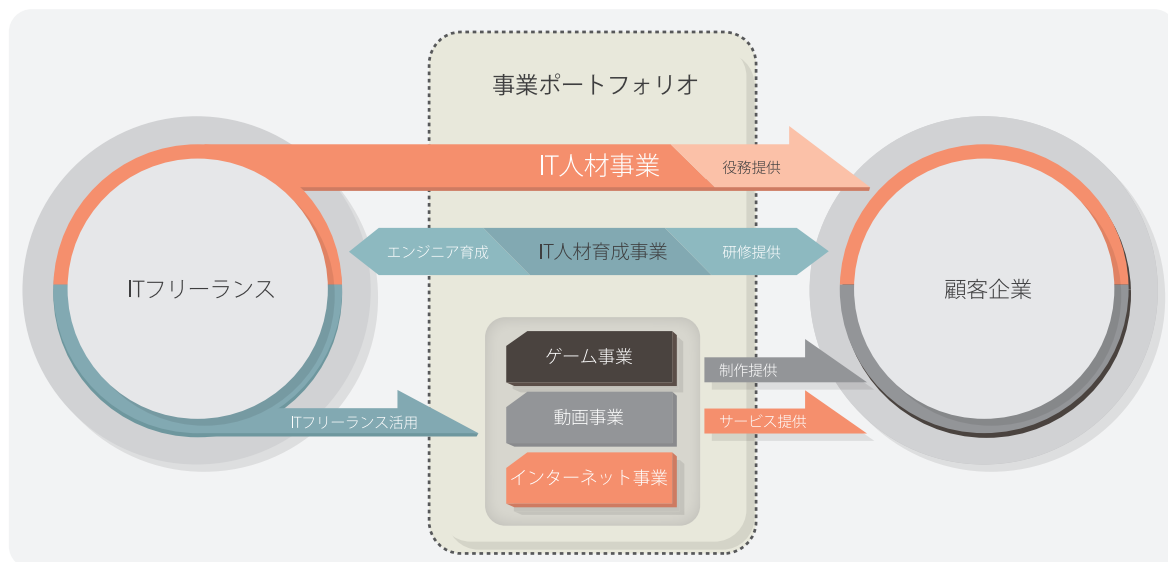 事業ポートフォリオ
IT人材事業
役務提供
エンジニア育成
IT人材育成事業
研修提供
ITフリーランス
顧客企業
ゲーム事業
制作提供
ITフリーランス活用
動画事業
サービス提供
インターネット事業